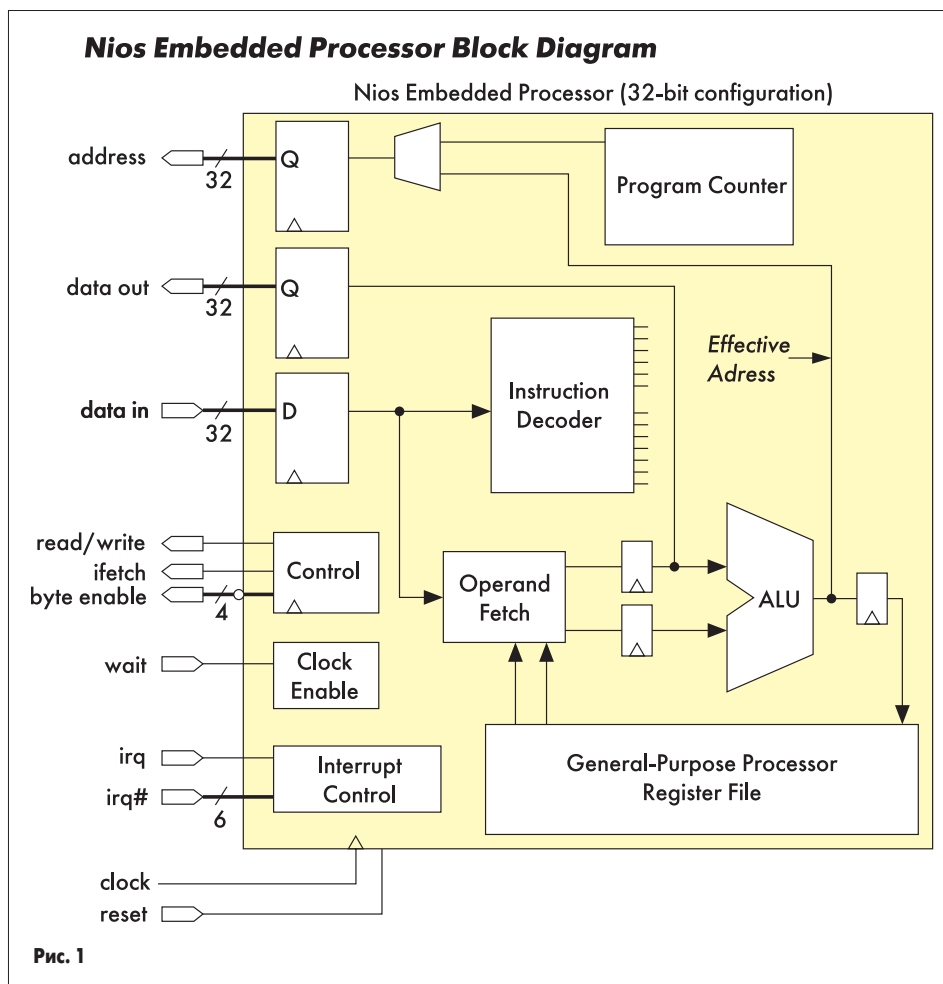 Nios Embedded Processor Block Diagram
Nios Embedded Processor (32-bit configuration)
address
32
Q
Program Counter
data out
32
Q
Effective
Adress
data in
32
D
Instruction
Decoder
read/write
ifetch
byte enable
4
Control
Operand
Fetch
ALU
wait
Clock
Enable
irq
irq#
6
Interrupt
Control
General-Purpose Processor
Register File
clock
reset
Рис. 1